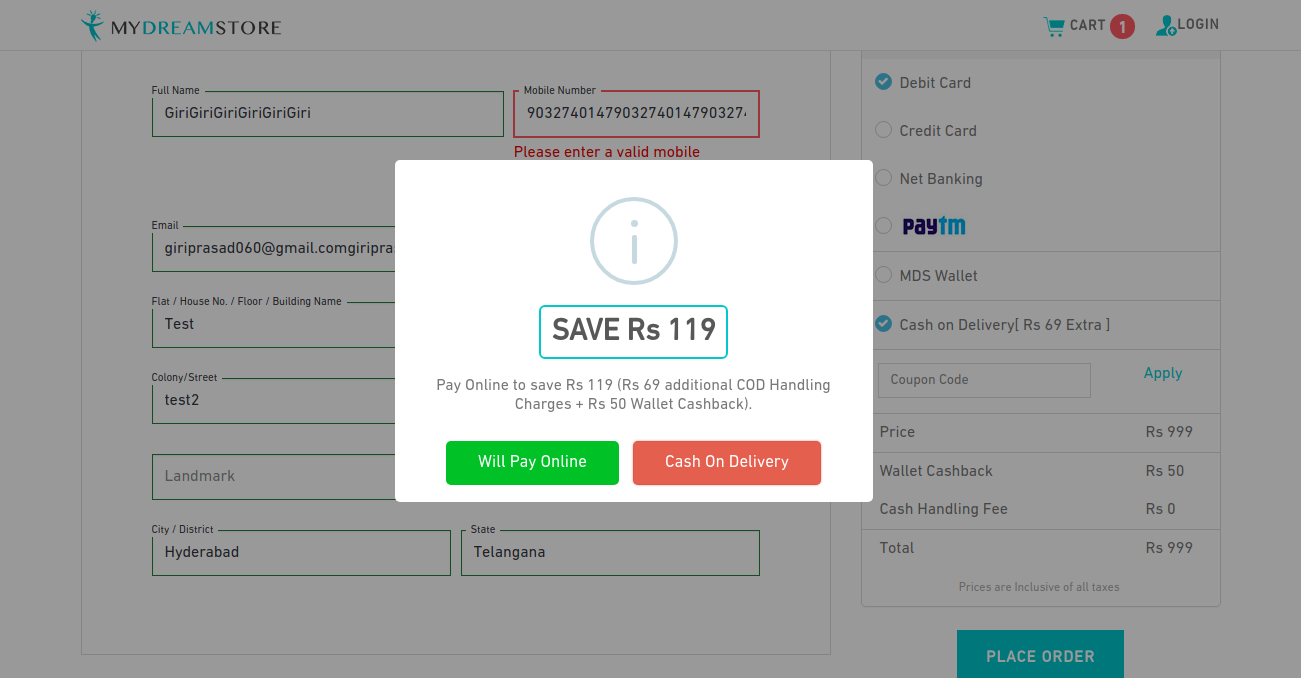 MYDREAMSTORE
CART 1
LOGIN
Full Name
GiriGiriGiriGiriGiriGiri
Mobile Number
9032740147903274014790327
Please enter a valid mobile
Email
giriprasad060@gmail.comgiripra
Flat / House No. / Floor / Building Name
Test
Colony/Street
test2
Landmark
City / District
Hyderabad
State
Telangana
SAVE Rs 119
Pay Online to save Rs 119 (Rs 69 additional COD Handling
Charges + Rs 50 Wallet Cashback).
Will Pay Online
Cash On Delivery
Debit Card
Credit Card
Net Banking
paytm
MDS Wallet
Cash on Delivery[ Rs 69 Extra ]
Coupon Code
Apply
Price Rs 999
Wallet Cashback Rs 50
Cash Handling Fee Rs 0
Total Rs 999
Prices are Inclusive of all taxes
PLACE ORDER